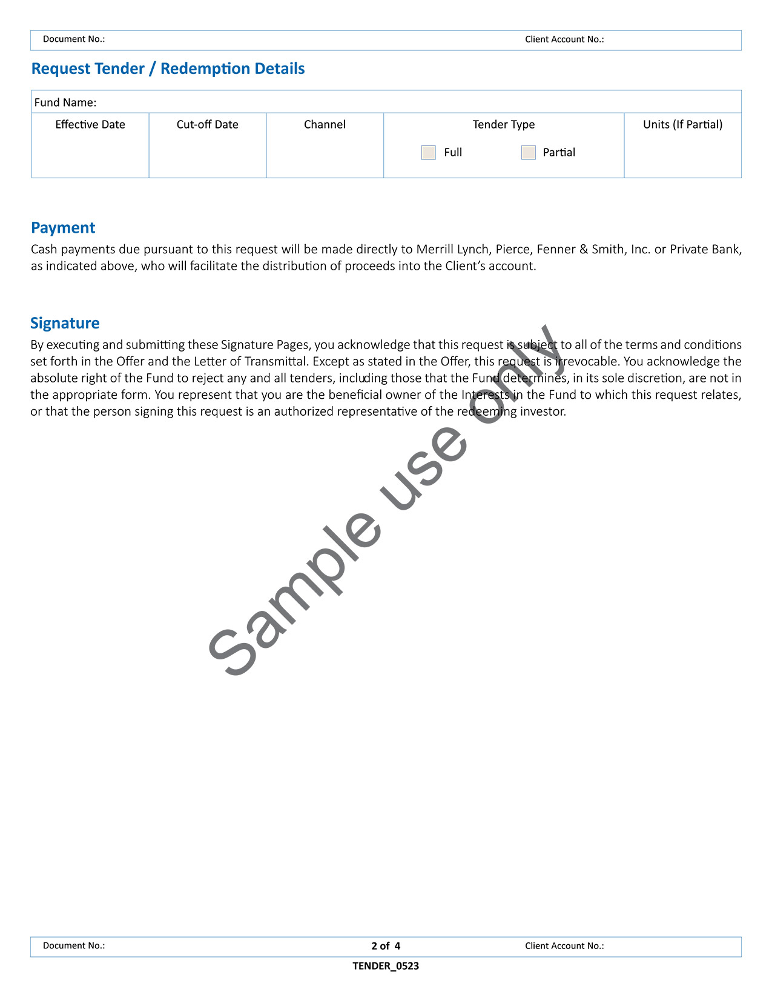 Document No.: Client Account No.:
Request Tender / Redemption Details
Fund Name:
Effective Date Cut-off Date Channel Tender Type Units (If Partial)
Full Partial
Payment
Cash payments due pursuant to this request will be made directly to Merrill Lynch, Pierce, Fenner & Smith, Inc. or Private Bank,
as indicated above, who will facilitate the distribution of proceeds into the Client’s account.
Signature
By executing and submitting these Signature Pages, you acknowledge that this request is subject to all of the terms and conditions
set forth in the Offer and the Letter of Transmittal. Except as stated in the Offer, this request is irrevocable. You acknowledge the
absolute right of the Fund to reject any and all tenders, including those that the Fund determines, in its sole discretion, are not in
the appropriate form. You represent that you are the beneficial owner of the Interests in the Fund to which this request relates,
or that the person signing this request is an authorized representative of the redeeming investor.
Sample use only
Document No.: 2 of 4 Client Account No.:
TENDER_0523